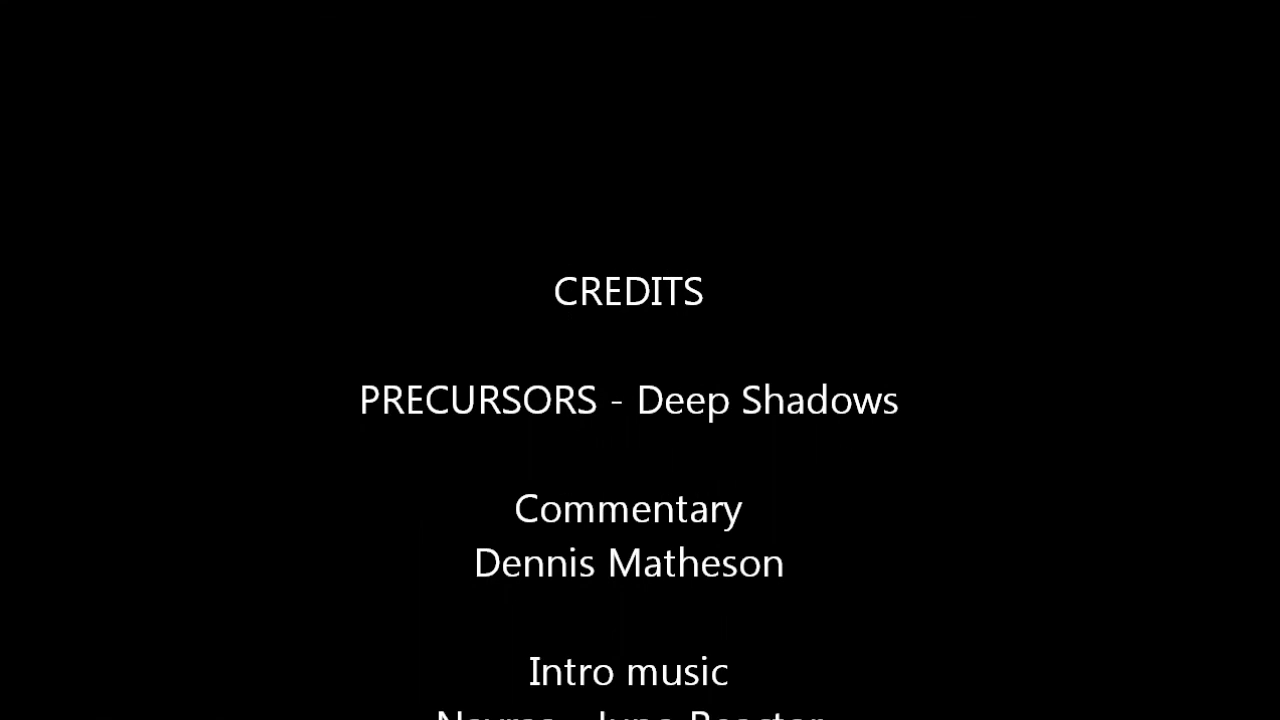 CREDITS
PRECURSORS - Deep Shadows
Commentary
Dennis Matheson
Intro music